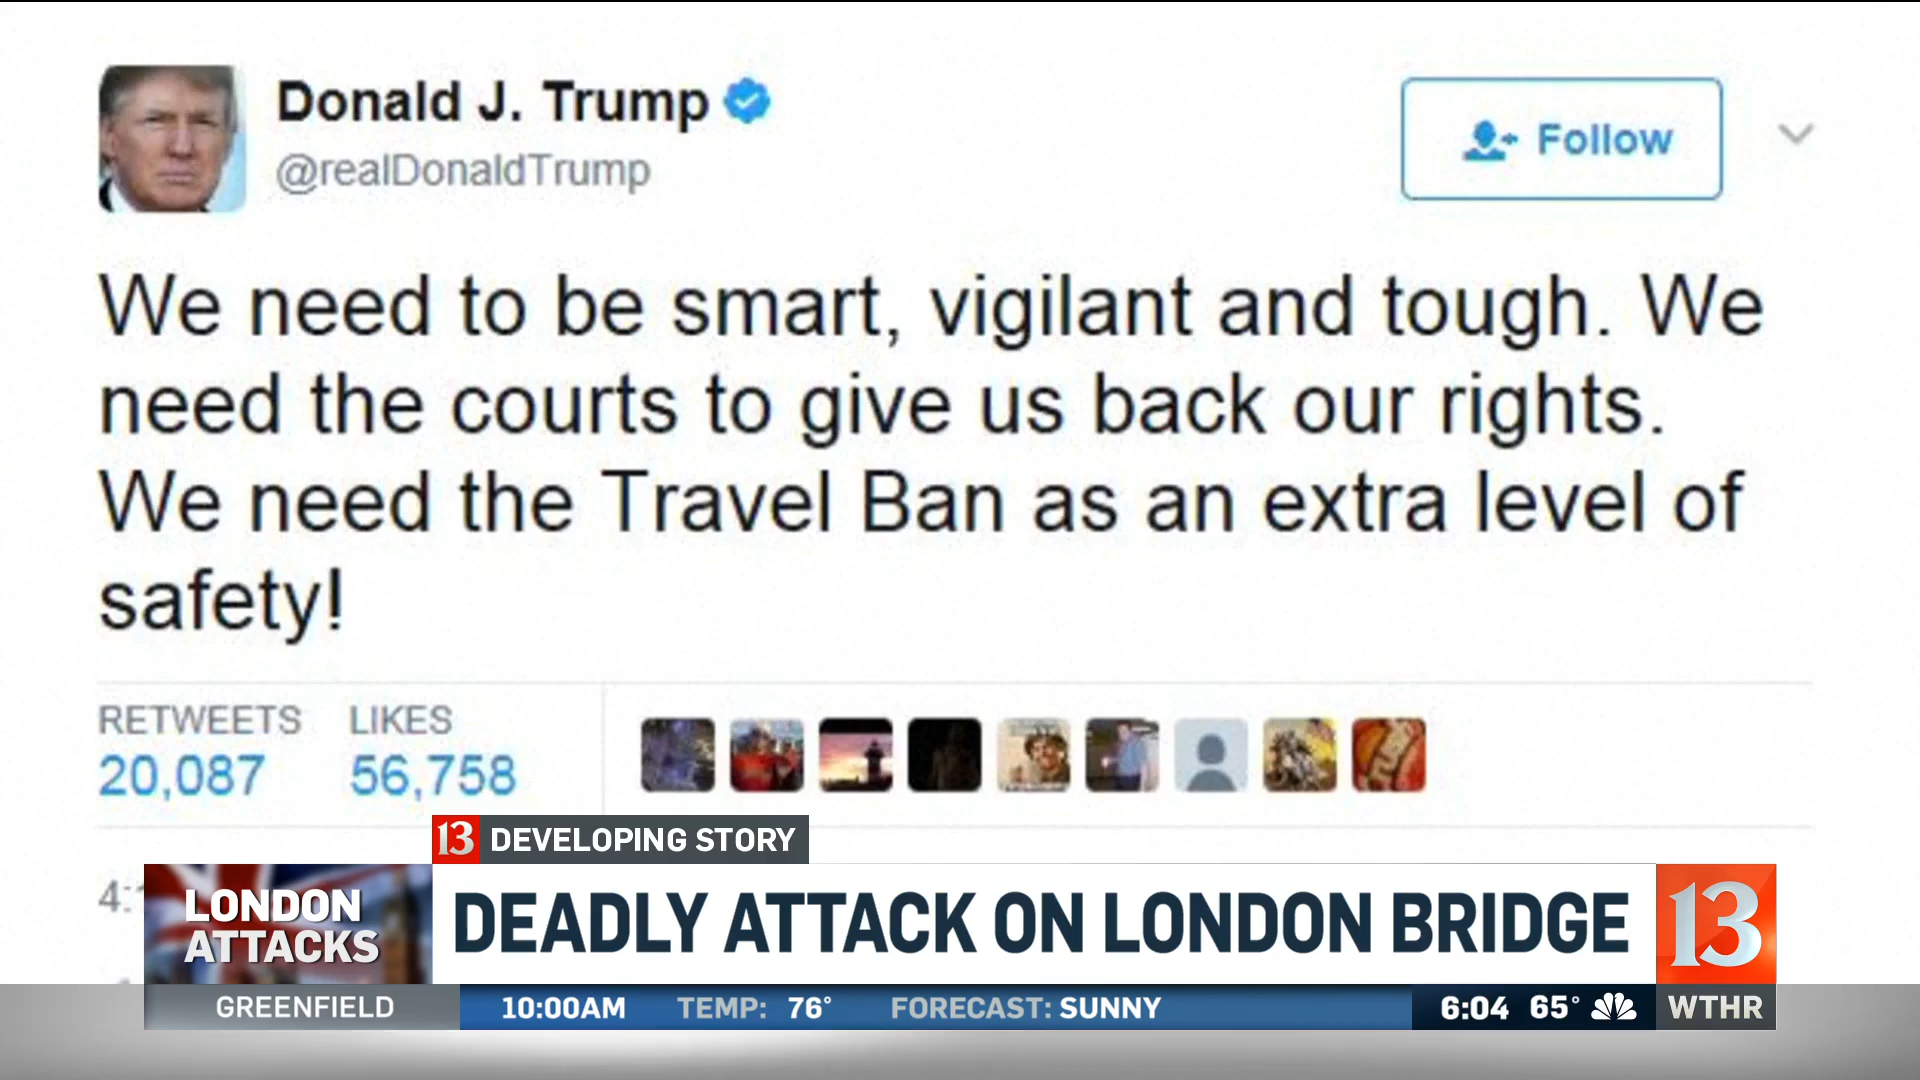 Donald J. Trump
@realDonaldTrump
Follow
We need to be smart, vigilant and tough. We
need the courts to give us back our rights.
We need the Travel Ban as an extra level of
safety!
RETWEETS LIKES
20,087 56,758
13 DEVELOPING STORY
LONDON
ATTACKS
DEADLY ATTACK ON LONDON BRIDGE
13
GREENFIELD 10:00AM TEMP: 76° FORECAST: SUNNY 6:04 65° WTHR